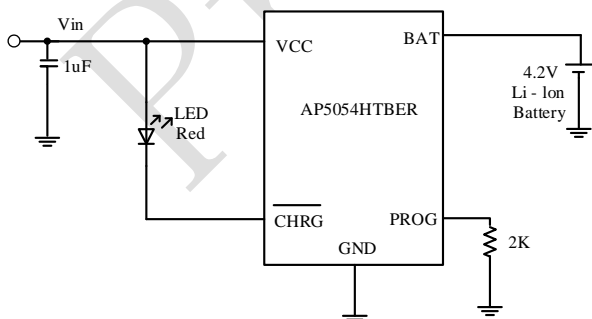 Vin
VCC
BAT
1uF
LED
Red
AP5054HTBER
4.2V
Li - Ion
Battery
CHRG
PROG
GND
2K